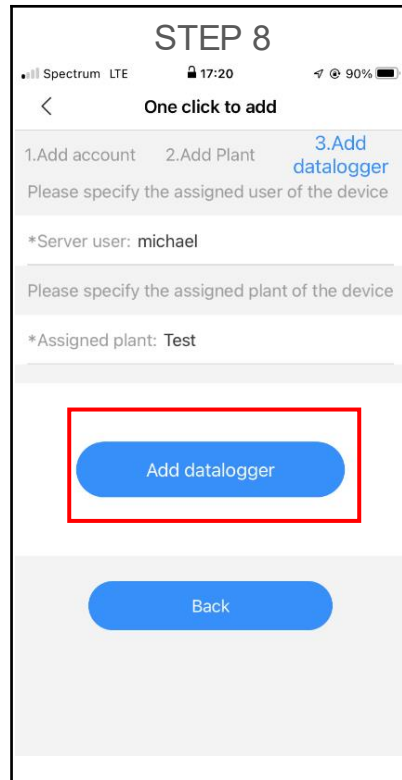 STEP 8
Spectrum LTE 17:20 90%
One click to add
1.Add account 2.Add Plant 3.Add datalogger
Please specify the assigned user of the device
*Server user: michael
Please specify the assigned plant of the device
*Assigned plant: Test
Add datalogger
Back